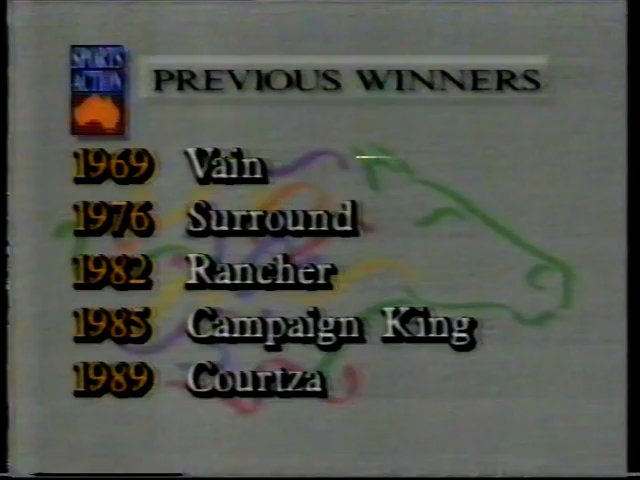 SPORTS
ACTION
PREVIOUS WINNERS
1969 Vain
1976 Surround
1982 Rancher
1985 Campaign King
1989 Courtza